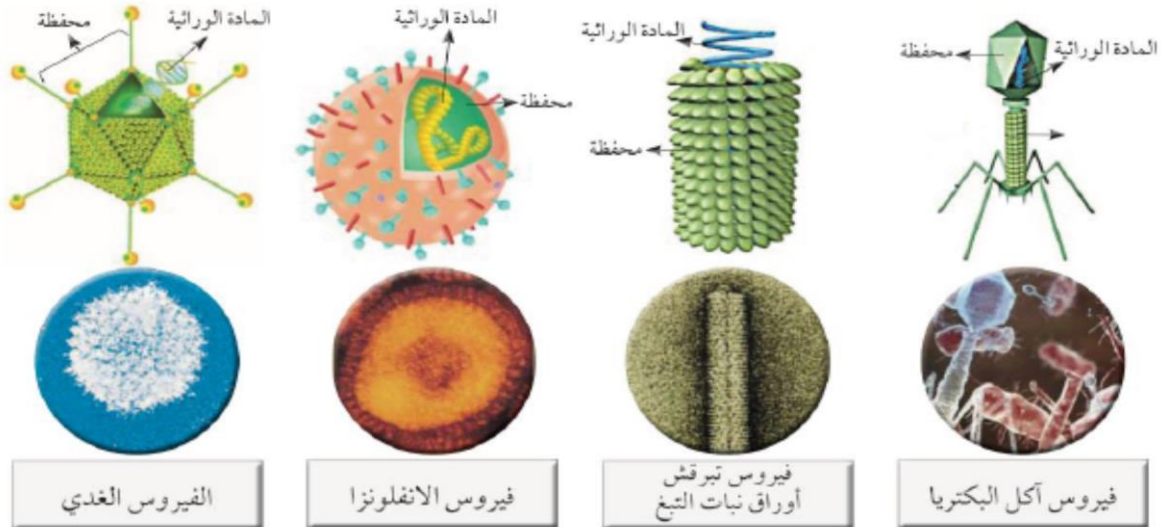 محفظة
المادة الوراثية
المادة الوراثية
محفظة
المادة الوراثية
محفظة
محفظة
المادة الوراثية
فيروس آكل البكتريا
فيروس تبرقش
أوراق نبات التبغ
فيروس الانفلونزا
الفيروس الغدي